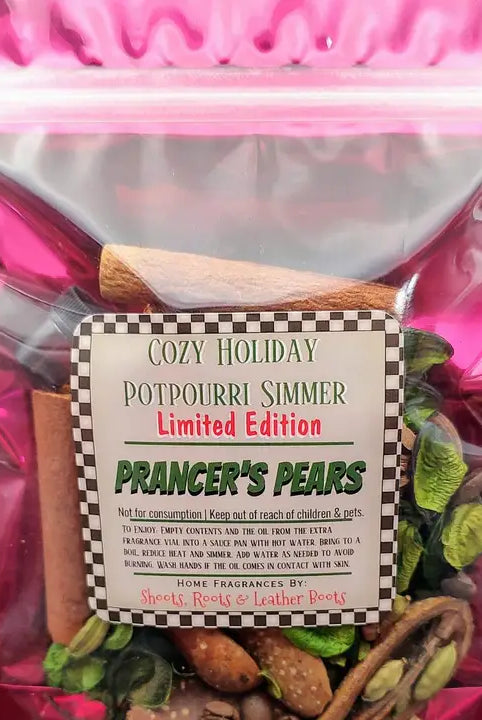 Cozy Holiday
Potpourri Simmer
Limited Edition
PRANCER'S PEARS
Not for consumption | Keep out of reach of children & pets.
To Enjoy: Empty contents and the oil from the extra
fragrance vial into a sauce pan with hot water. Bring to a
boil, reduce heat and simmer. Add water as needed to avoid
burning. Wash hands if the oil comes in contact with skin.
Home Fragrances By:
Shoots, Roots & Leather Boots